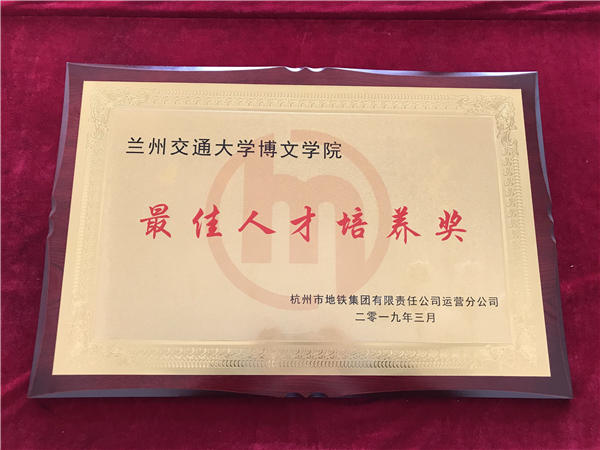 兰州交通大学博文学院
最佳人才培养奖
杭州市地铁集团有限责任公司运营分公司
二零一九年三月